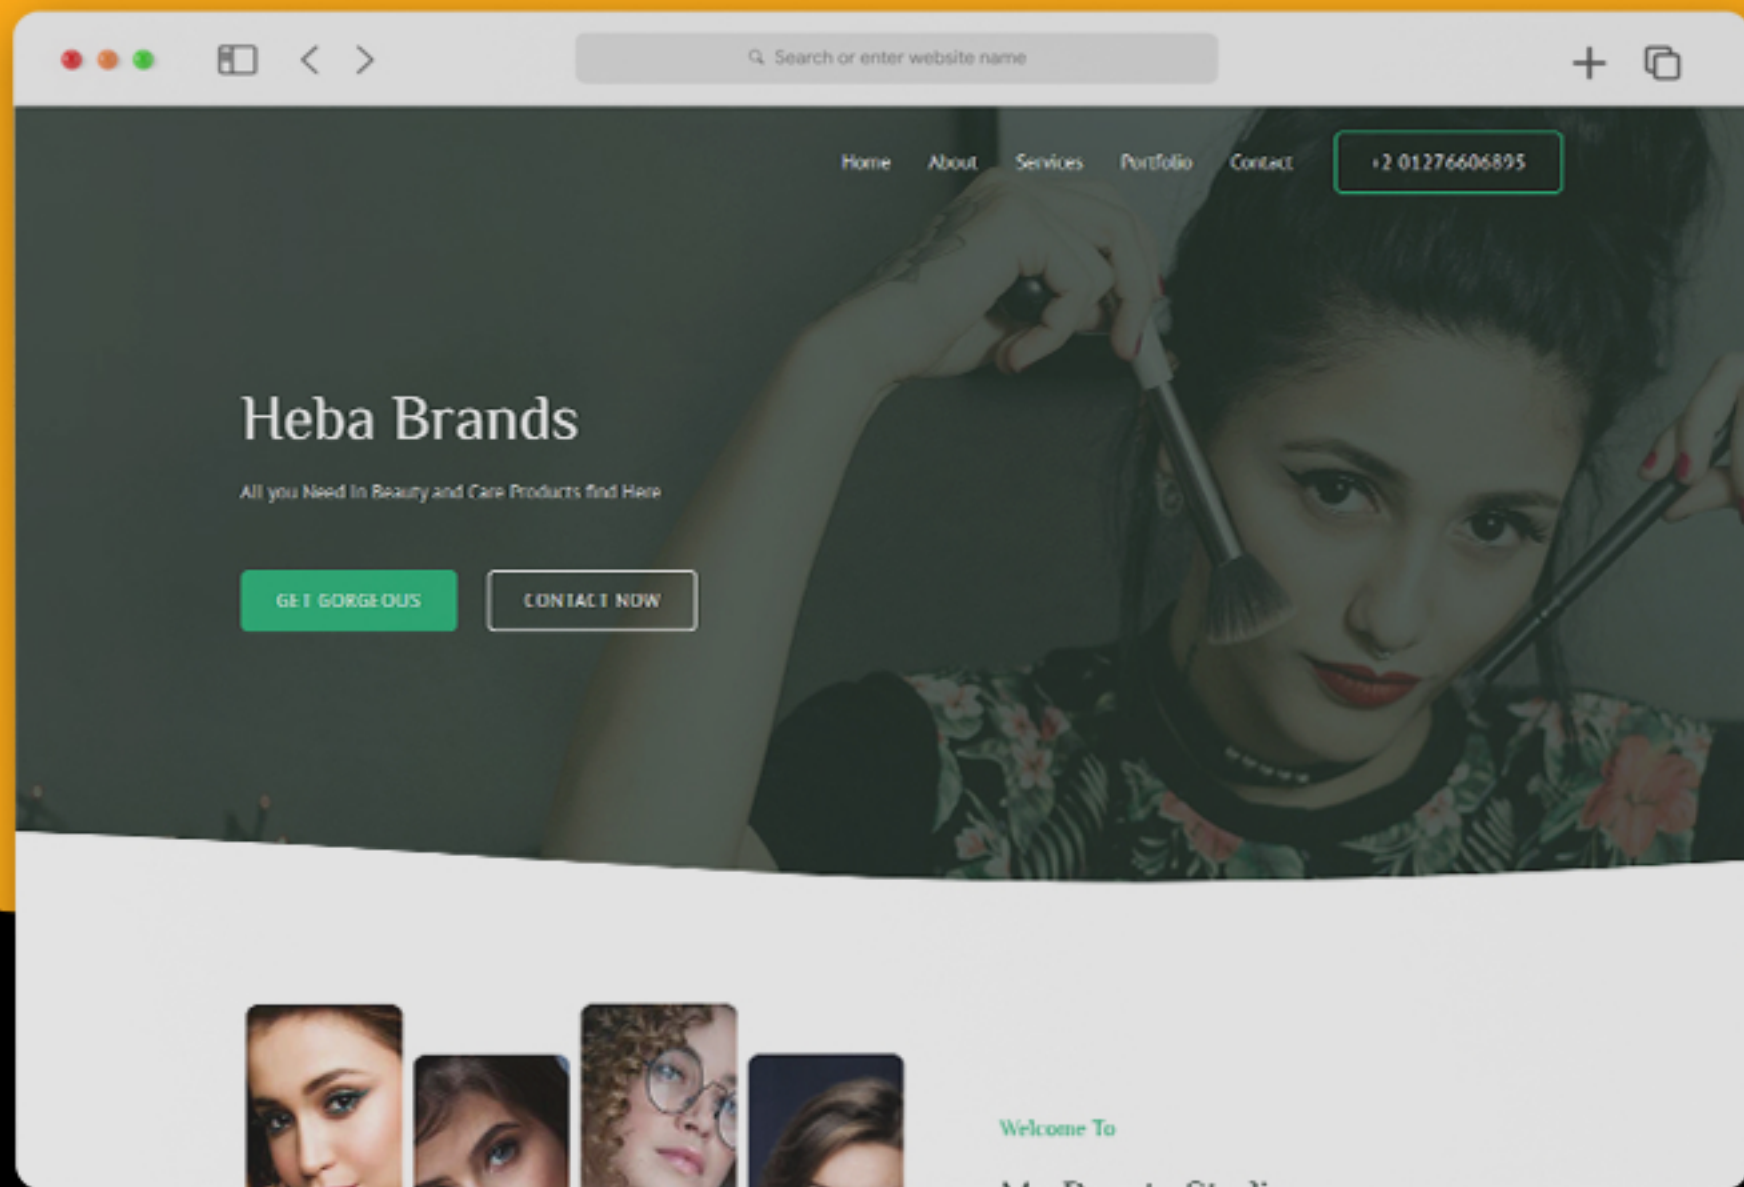 Search or enter website name
Home About Services Portfolio Contact +2 01276606895
Heba Brands
All you Need In Beauty and Care Products find Here
GET GORGEOUS CONTACT NOW
Welcome To